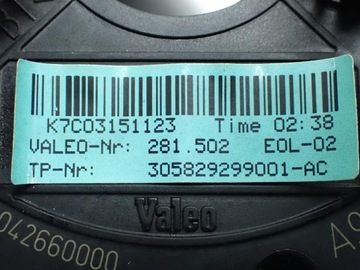 K7C03151123 Time 02:38
VALEO-Nr: 281.502 EOL-02
TP-Nr: 305829299001-AC
Valeo
042660000